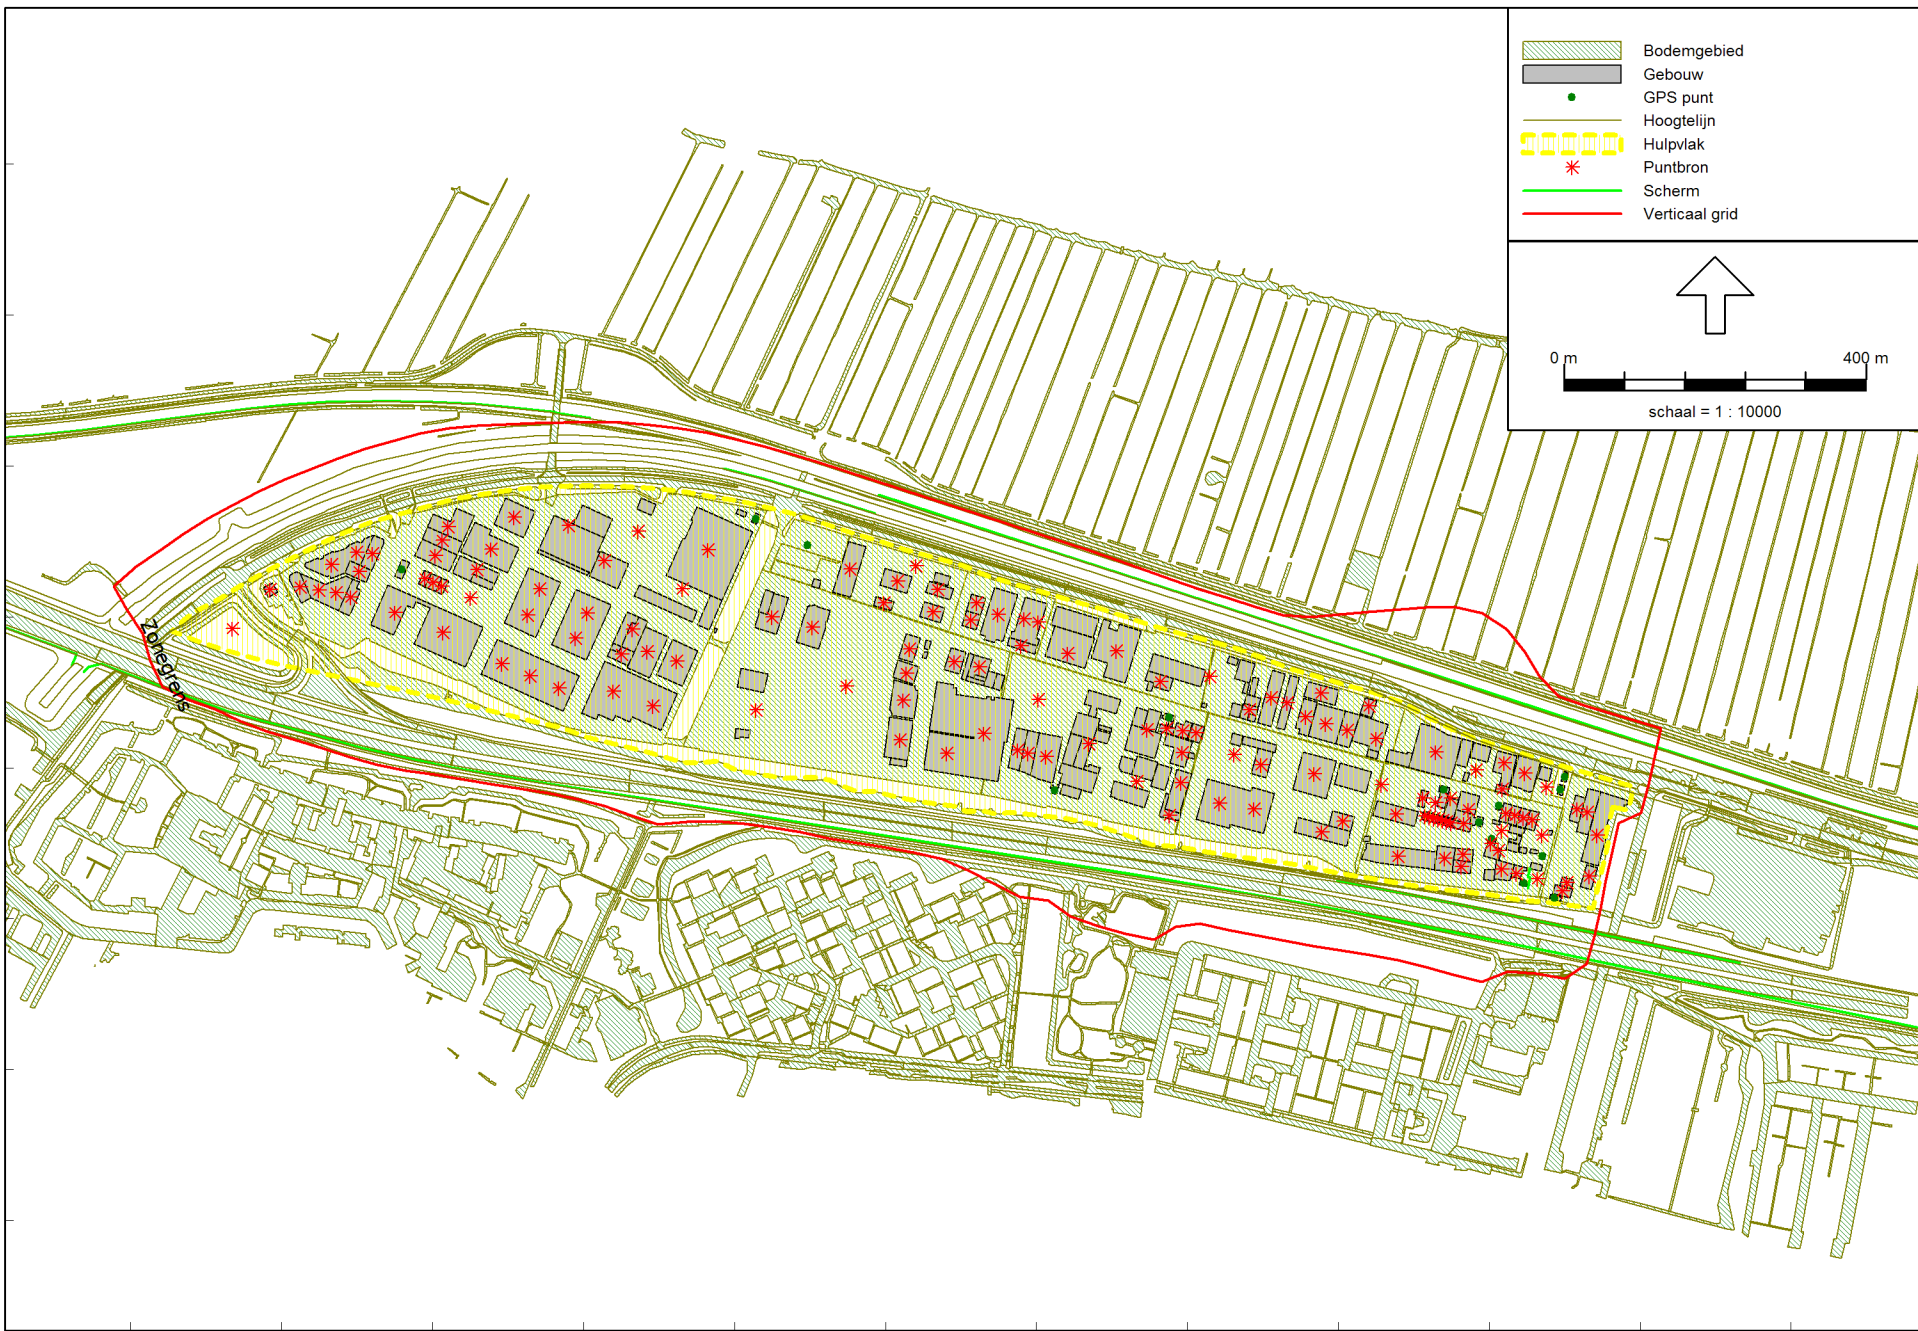 Bodemgebied
Gebouw
GPS punt
Hoogtelijn
Hulpvlak
Puntbron
Scherm
Verticaal grid
0 m 400 m
schaal = 1 : 10000
Zonegrens